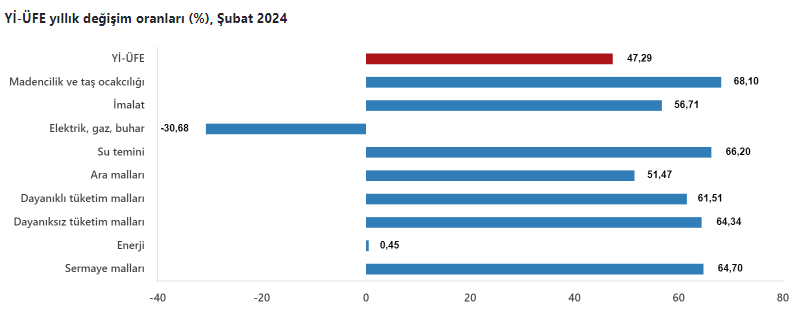 Yİ-ÜFE yıllık değişim oranları (%), Şubat 2024
Yİ-ÜFE 47,29
Madencilik ve taş ocakcılığı 68,10
İmalat 56,71
Elektrik, gaz, buhar -30,68
Su temini 66,20
Ara malları 51,47
Dayanıklı tüketim malları 61,51
Dayanıksız tüketim malları 64,34
Enerji 0,45
Sermaye malları 64,70
-40 -20 0 20 40 60 80